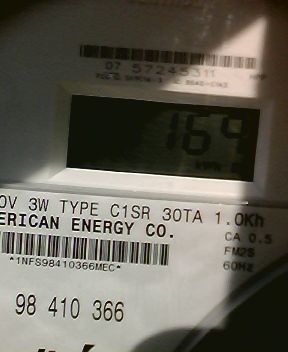 07 57245311
164
kWh
0V 3W TYPE C1SR 30TA 1.0Kh
ERICAN ENERGY CO.
CA 0.5
FM2S
60Hz
*1NFS98410366MEC*
98 410 366